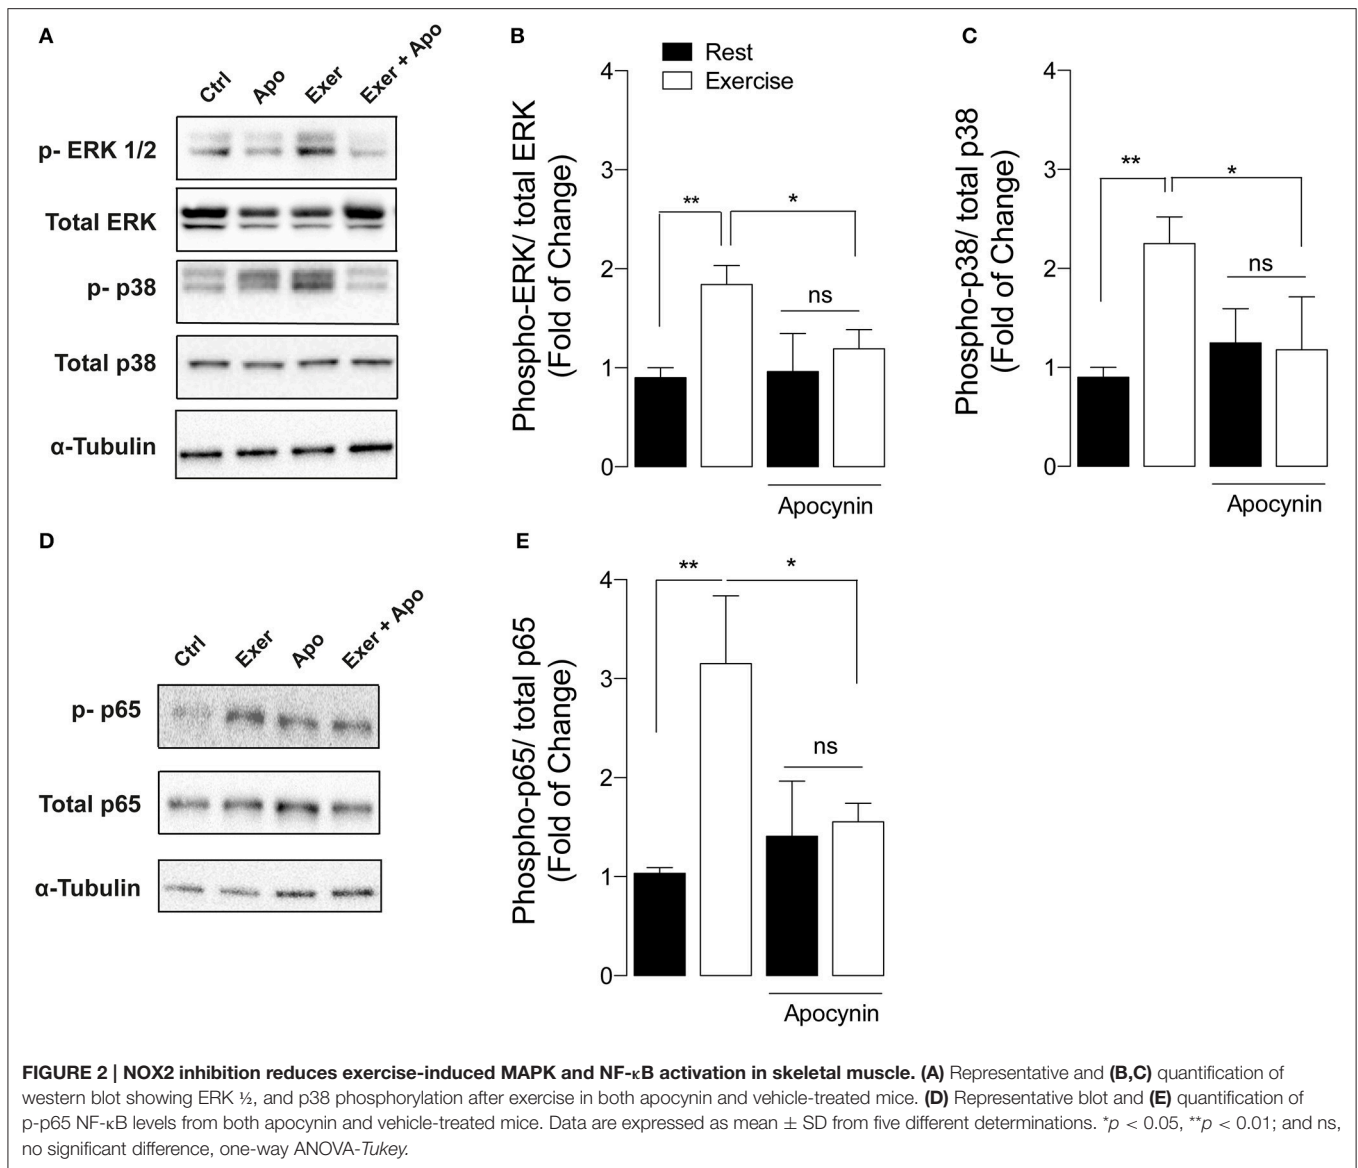 A
Ctrl
Apo
Exer
Exer + Apo
p- ERK 1/2
Total ERK
p- p38
Total p38
α-Tubulin
B
Rest
Exercise
Phospho-ERK/ total ERK
(Fold of Change)
4
3
2
1
0
**
*
ns
Apocynin
C
Phospho-p38/ total p38
(Fold of Change)
4
3
2
1
0
**
*
ns
Apocynin
D
Ctrl
Exer
Apo
Exer + Apo
p- p65
Total p65
α-Tubulin
E
Phospho-p65/ total p65
(Fold of Change)
4
3
2
1
0
**
*
ns
Apocynin
FIGURE 2 | NOX2 inhibition reduces exercise-induced MAPK and NF-κB activation in skeletal muscle. (A) Representative and (B,C) quantification of
western blot showing ERK ½, and p38 phosphorylation after exercise in both apocynin and vehicle-treated mice. (D) Representative blot and (E) quantification of
p-p65 NF-κB levels from both apocynin and vehicle-treated mice. Data are expressed as mean ± SD from five different determinations. *p < 0.05, **p < 0.01; and ns,
no significant difference, one-way ANOVA-Tukey.